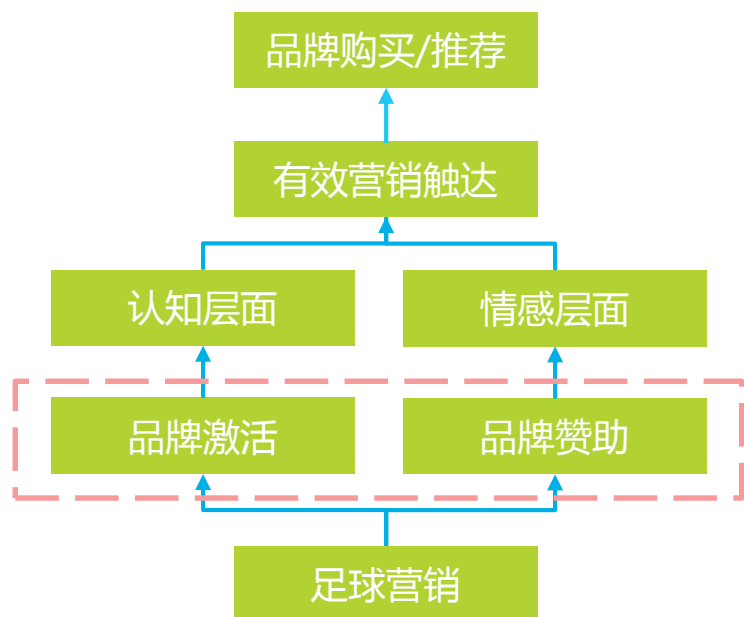 品牌购买/推荐
有效营销触达
认知层面
情感层面
品牌激活
品牌赞助
足球营销